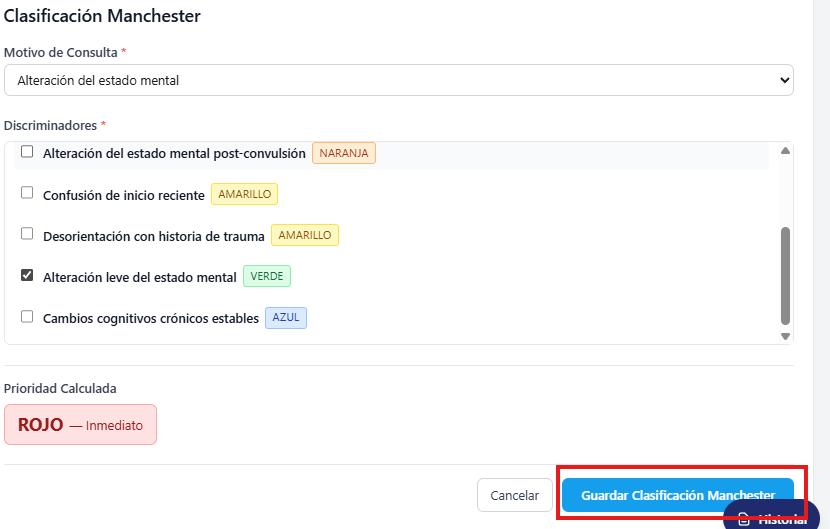 Clasificación Manchester
Motivo de Consulta *
Alteración del estado mental
Discriminadores *
Alteración del estado mental post-convulsión NARANJA
Confusión de inicio reciente AMARILLO
Desorientación con historia de trauma AMARILLO
Alteración leve del estado mental VERDE
Cambios cognitivos crónicos estables AZUL
Prioridad Calculada
ROJO — Inmediato
Cancelar Guardar Clasificación Manchester
Historial